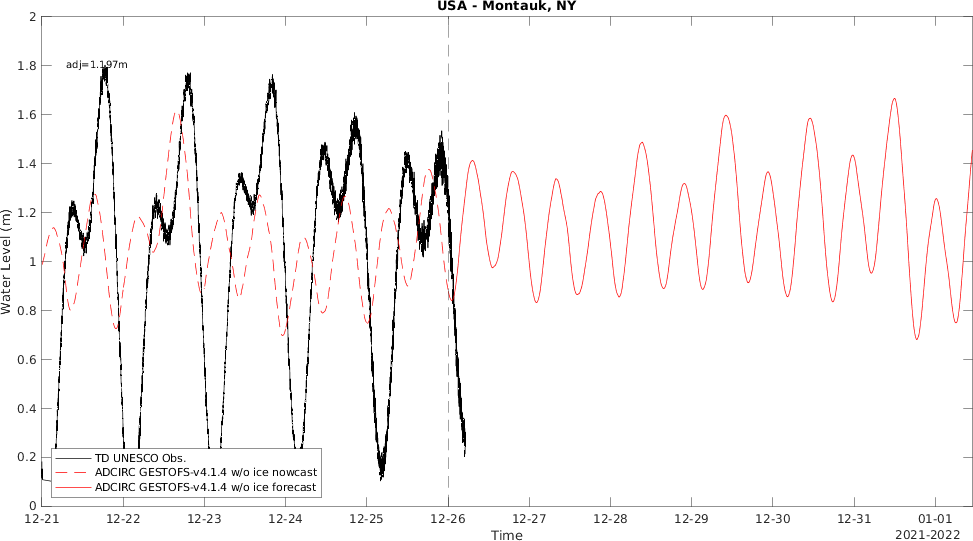 USA - Montauk, NY
2
1.8
1.6
1.4
1.2
1
0.8
0.6
0.4
0.2
0
Water Level (m)
adj=1.197m
TD UNESCO Obs.
ADCIRC GESTOFS-v4.1.4 w/o ice nowcast
ADCIRC GESTOFS-v4.1.4 w/o ice forecast
12-21 12-22 12-23 12-24 12-25 12-26 12-27 12-28 12-29 12-30 12-31 01-01
Time
2021-2022